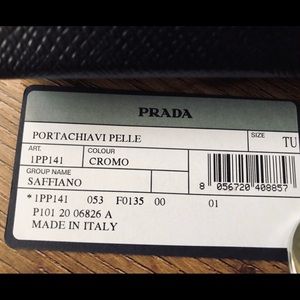 PRADA
PORTACHIAVI PELLE
SIZE
TU
ART.
COLOUR
1PP141
CROMO
GROUP NAME
SAFFIANO
8 056720 408857
*1PP141 053 F0135 00 01
P101 20 06826 A
MADE IN ITALY